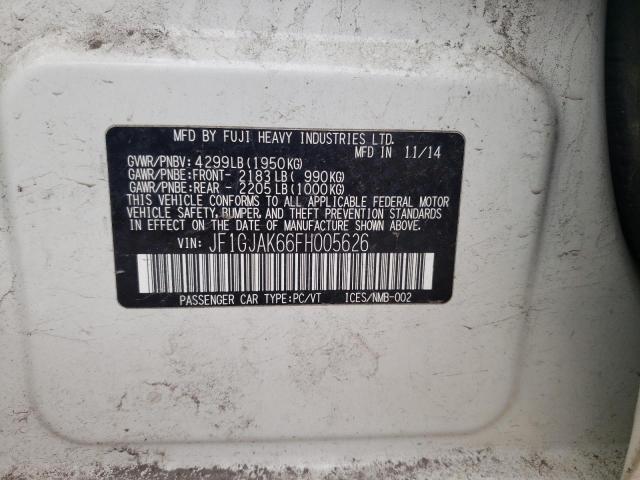 MFD BY FUJI HEAVY INDUSTRIES LTD.
MFD IN 11/14
GVWR/PNBV: 4299LB(1950KG)
GAWR/PNBE:FRONT- 2183LB( 990KG)
GAWR/PNBE:REAR - 2205LB(1000KG)
THIS VEHICLE CONFORMS TO ALL APPLICABLE FEDERAL MOTOR
VEHICLE SAFETY, BUMPER, AND THEFT PREVENTION STANDARDS
IN EFFECT ON THE DATE OF MANUFACTURE SHOWN ABOVE.
VIN: JF1GJAK66FH005626
PASSENGER CAR TYPE:PC/VT ICES/NMB-002